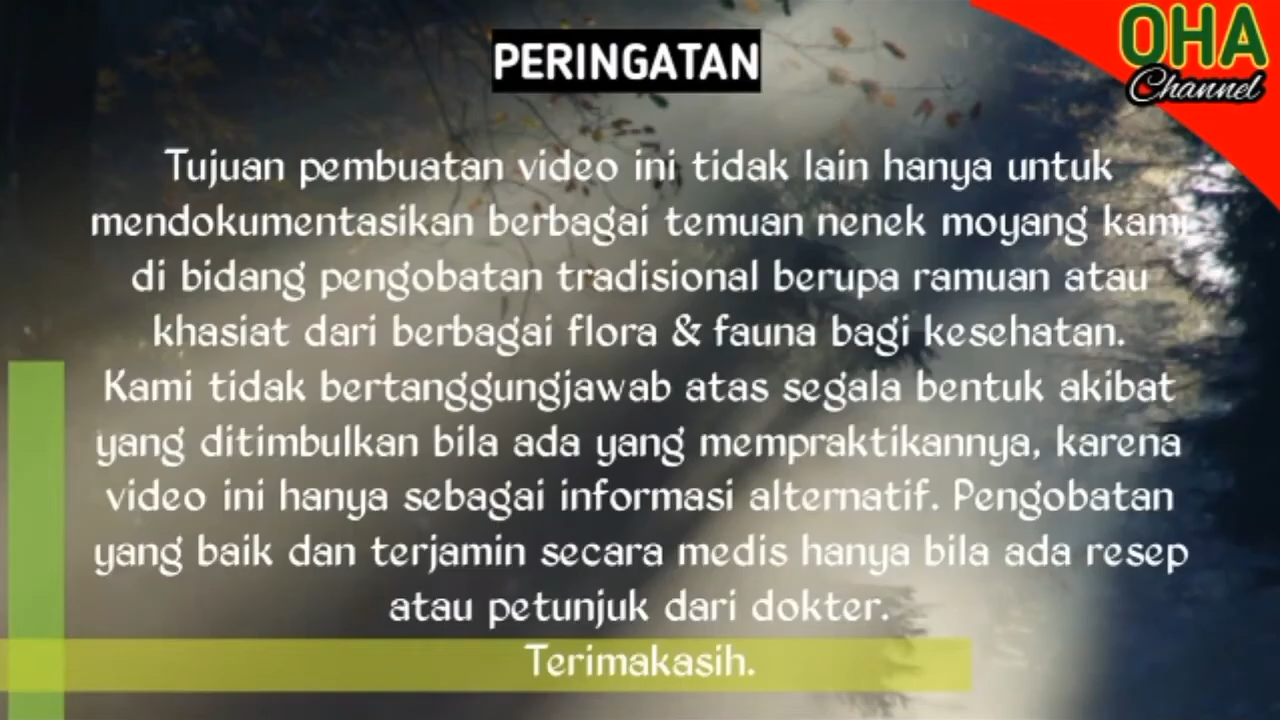 PERINGATAN
OHA
Channel
Tujuan pembuatan video ini tidak lain hanya untuk
mendokumentasikan berbagai temuan nenek moyang kami
di bidang pengobatan tradisional berupa ramuan atau
khasiat dari berbagai flora & fauna bagi kesehatan.
Kami tidak bertanggungjawab atas segala bentuk akibat
yang ditimbulkan bila ada yang mempraktikannya, karena
video ini hanya sebagai informasi alternatif. Pengobatan
yang baik dan terjamin secara medis hanya bila ada resep
atau petunjuk dari dokter.
Terimakasih.